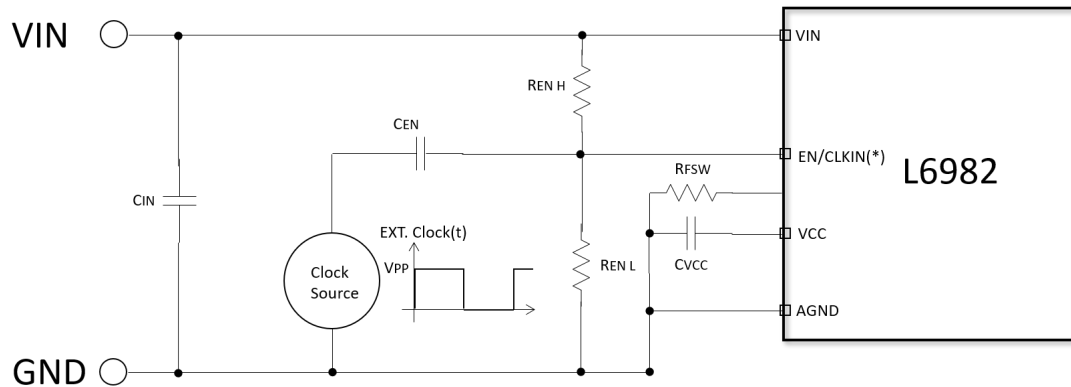 VIN
VIN
REN H
CEN
EN/CLKIN(*)
L6982
RFSW
CIN
EXT. Clock(t)
VCC
VPP
CVCC
REN L
Clock
Source
AGND
GND